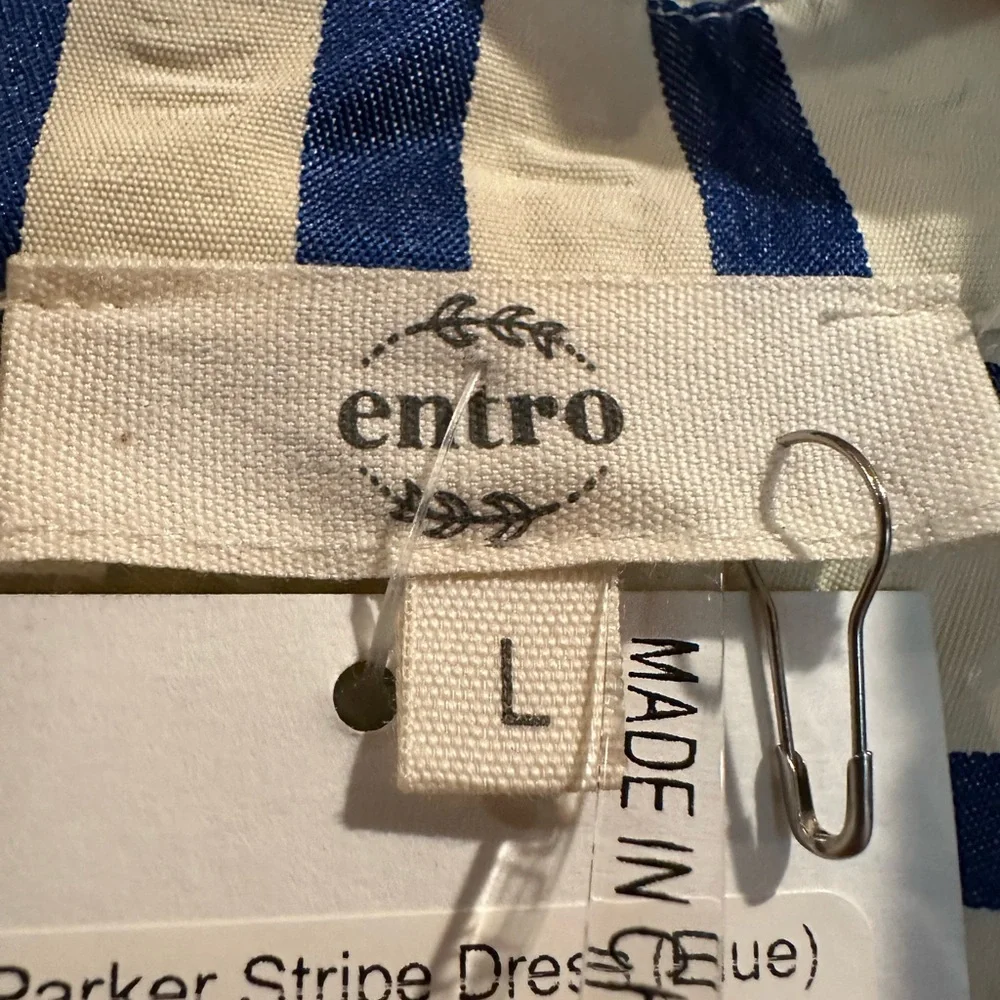 entro
L
MADE IN
Parker Stripe Dress (Blue)